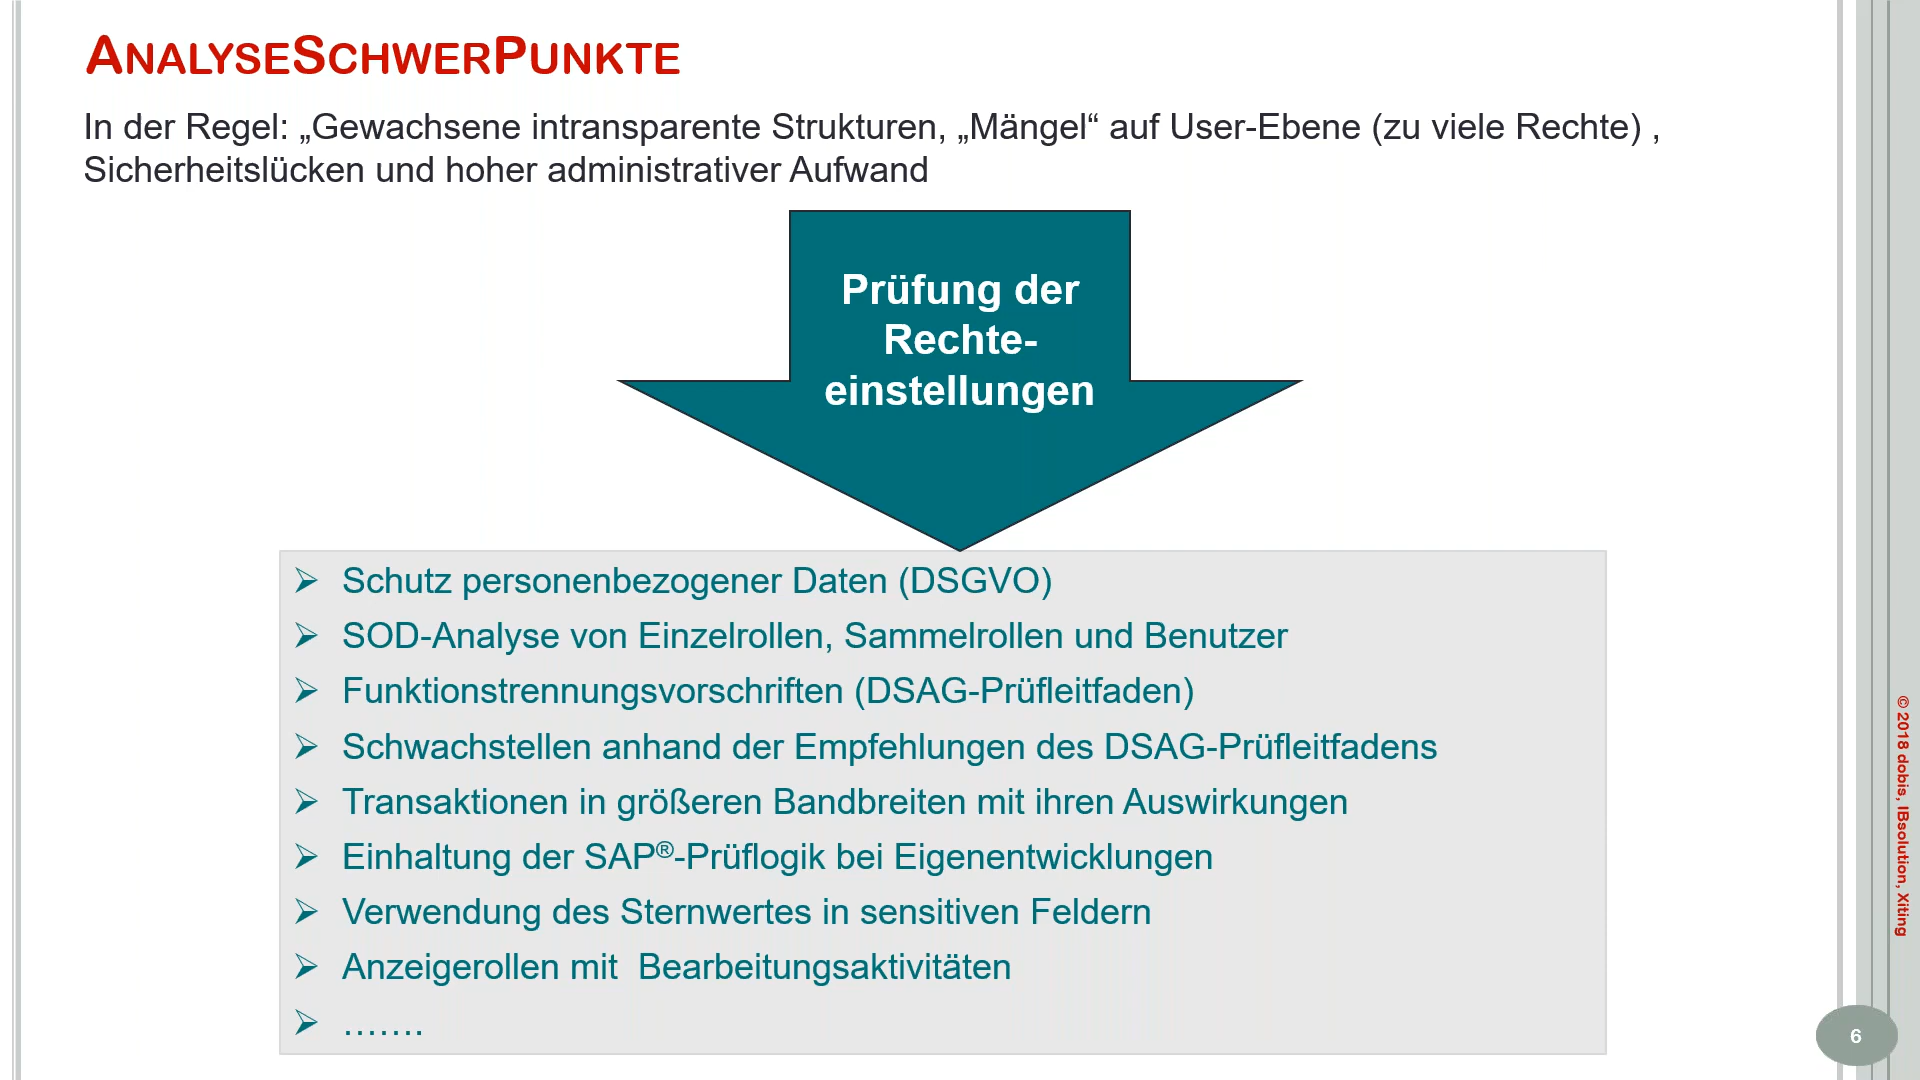 AnalyseSchwerPunkte
In der Regel: „Gewachsene intransparente Strukturen, „Mängel“ auf User-Ebene (zu viele Rechte) ,
Sicherheitslücken und hoher administrativer Aufwand
Prüfung der
Rechte-
einstellungen
➢ Schutz personenbezogener Daten (DSGVO)
➢ SOD-Analyse von Einzelrollen, Sammelrollen und Benutzer
➢ Funktionstrennungsvorschriften (DSAG-Prüfleitfaden)
➢ Schwachstellen anhand der Empfehlungen des DSAG-Prüfleitfadens
➢ Transaktionen in größeren Bandbreiten mit ihren Auswirkungen
➢ Einhaltung der SAP®-Prüflogik bei Eigenentwicklungen
➢ Verwendung des Sternwertes in sensitiven Feldern
➢ Anzeigerollen mit  Bearbeitungsaktivitäten
➢ …….
© 2018 dobis, IBsolution, Xiting
6